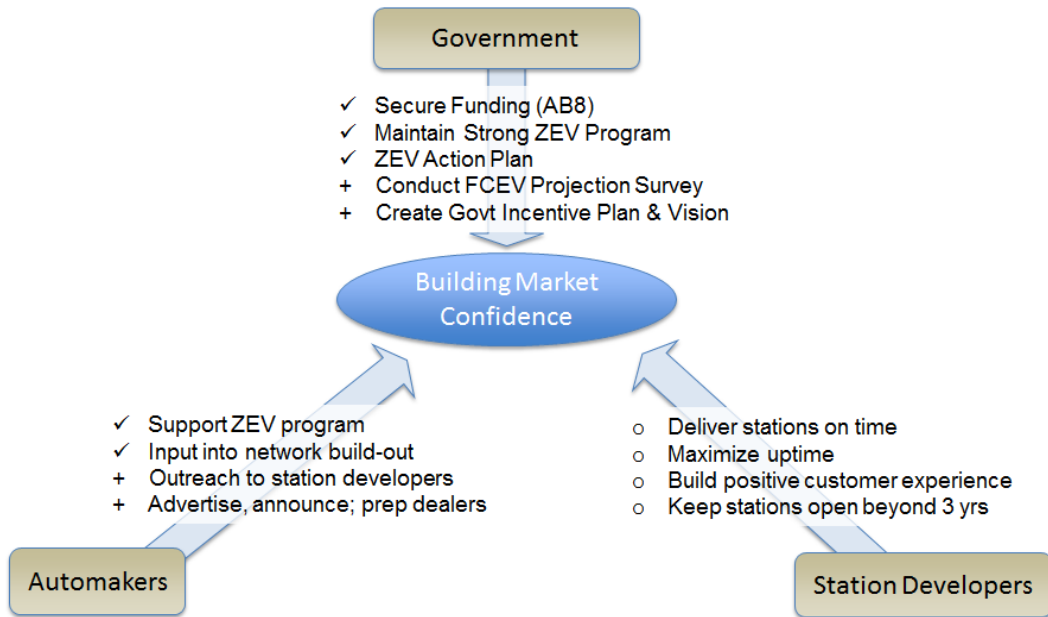 Government
✓ Secure Funding (AB8)
✓ Maintain Strong ZEV Program
✓ ZEV Action Plan
+ Conduct FCEV Projection Survey
+ Create Govt Incentive Plan & Vision
Building Market
Confidence
✓ Support ZEV program
✓ Input into network build-out
+ Outreach to station developers
+ Advertise, announce; prep dealers
o Deliver stations on time
o Maximize uptime
o Build positive customer experience
o Keep stations open beyond 3 yrs
Automakers
Station Developers